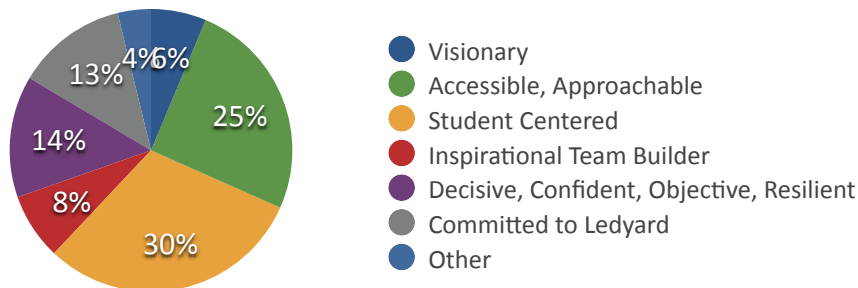 4%
6%
13%
25%
14%
8%
30%
Visionary
Accessible, Approachable
Student Centered
Inspirational Team Builder
Decisive, Confident, Objective, Resilient
Committed to Ledyard
Other